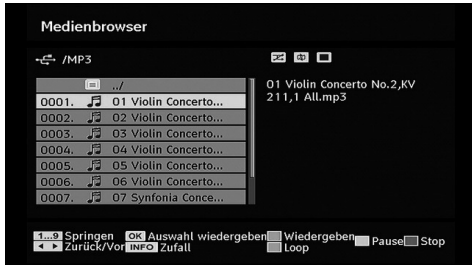 Medienbrowser
/MP3
../
0001. 01 Violin Concerto...
0002. 02 Violin Concerto...
0003. 03 Violin Concerto...
0004. 04 Violin Concerto...
0005. 05 Violin Concerto...
0006. 06 Violin Concerto...
0007. 07 Synfonia Conce...
01 Violin Concerto No.2,KV
211,1 All.mp3
1...9 Springen OK Auswahl wiedergeben Wiedergeben Pause Stop
Zurück/Vor INFO Zufall Loop